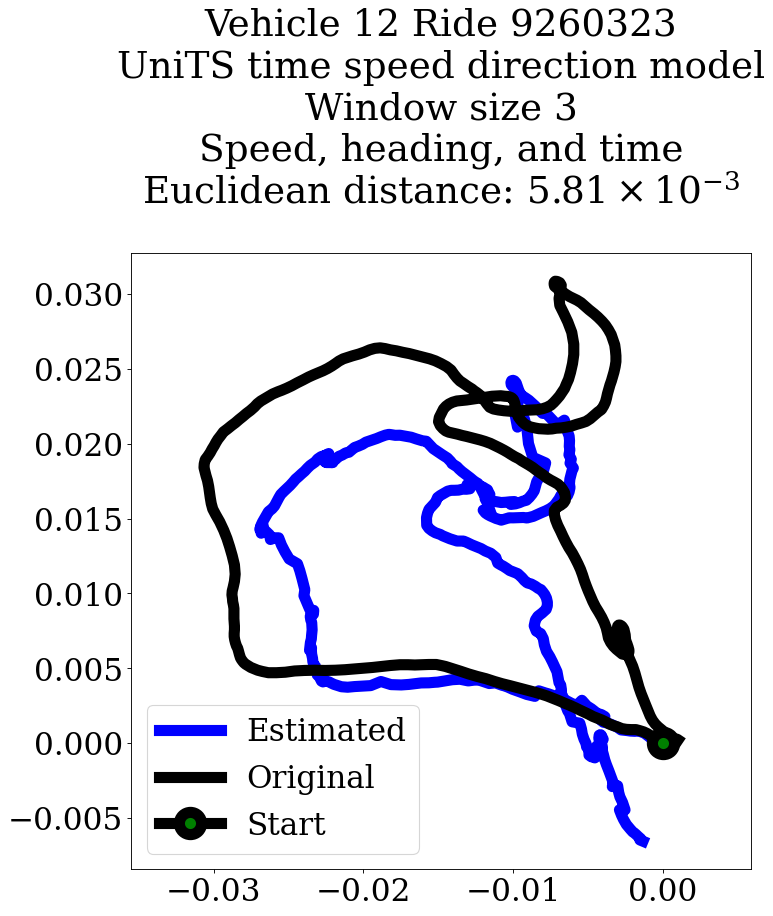 Vehicle 12 Ride 9260323
UniTS time speed direction model
Window size 3
Speed, heading, and time
Euclidean distance: 5.81 × 10⁻³
0.030
0.025
0.020
0.015
0.010
0.005
0.000
−0.005
Estimated
Original
Start
−0.03 −0.02 −0.01 0.00